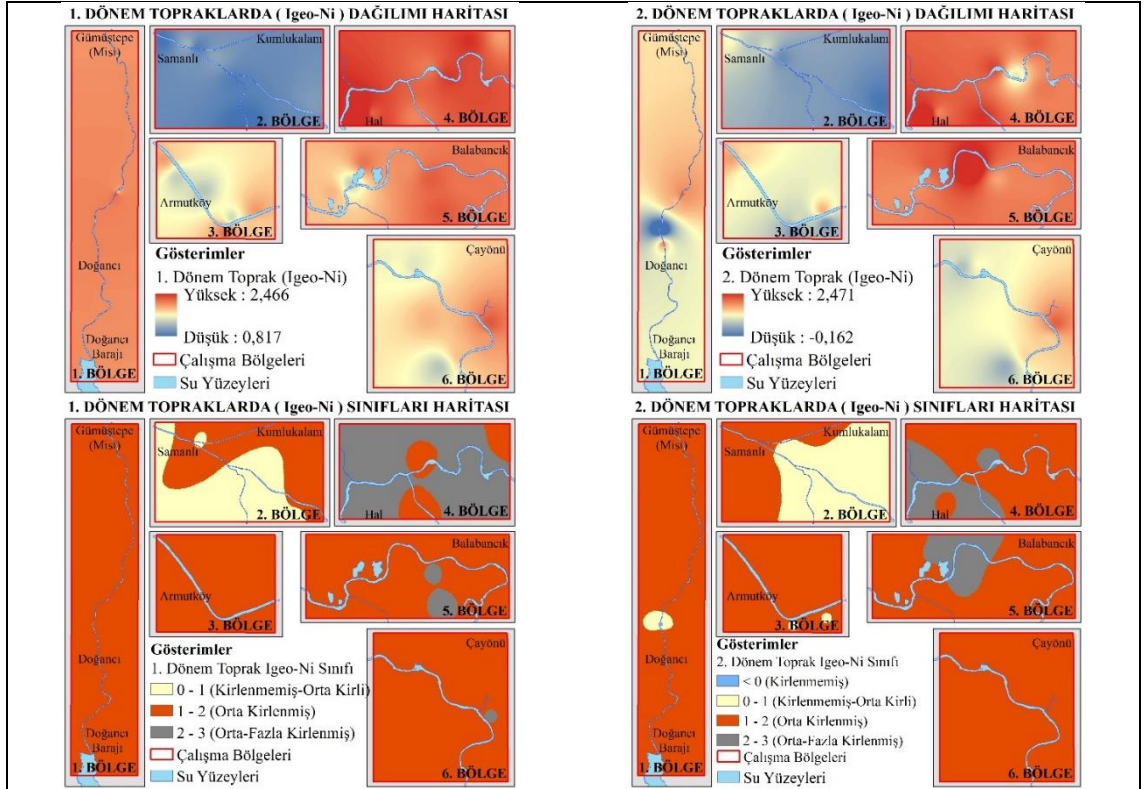 1. DÖNEM TOPRAKLARDA ( Igeo-Ni ) DAĞILIMI HARİTASI
Gümüştepe
(Misi)
Kumlukalanı
Samanlı
2. BÖLGE
Hal
4. BÖLGE
Armutköy
3. BÖLGE
Balabancık
5. BÖLGE
Doğancı
Doğancı
Barajı
1. BÖLGE
Gösterimler
1. Dönem Toprak (Igeo-Ni)
Yüksek : 2,466
Düşük : 0,817
Çalışma Bölgeleri
Su Yüzeyleri
Çayönü
6. BÖLGE
2. DÖNEM TOPRAKLARDA ( Igeo-Ni ) DAĞILIMI HARİTASI
Gümüştepe
(Misi)
Kumlukalanı
Samanlı
2. BÖLGE
Hal
4. BÖLGE
Armutköy
3. BÖLGE
Balabancık
5. BÖLGE
Doğancı
Doğancı
Barajı
1. BÖLGE
Gösterimler
2. Dönem Toprak (Igeo-Ni)
Yüksek : 2,471
Düşük : -0,162
Çalışma Bölgeleri
Su Yüzeyleri
Çayönü
6. BÖLGE
1. DÖNEM TOPRAKLARDA ( Igeo-Ni ) SINIFLARI HARİTASI
Gümüştepe
(Misi)
Kumlukalanı
Samanlı
2. BÖLGE
Hal
4. BÖLGE
Armutköy
3. BÖLGE
Balabancık
5. BÖLGE
Doğancı
Doğancı
Barajı
1. BÖLGE
Gösterimler
1. Dönem Toprak Igeo-Ni Sınıfı
0 - 1 (Kirlenmemiş-Orta Kirli)
1 - 2 (Orta Kirlenmiş)
2 - 3 (Orta-Fazla Kirlenmiş)
Çalışma Bölgeleri
Su Yüzeyleri
Çayönü
6. BÖLGE
2. DÖNEM TOPRAKLARDA ( Igeo-Ni ) SINIFLARI HARİTASI
Gümüştepe
(Misi)
Kumlukalanı
Samanlı
2. BÖLGE
Hal
4. BÖLGE
Armutköy
3. BÖLGE
Balabancık
5. BÖLGE
Doğancı
Doğancı
Barajı
1. BÖLGE
Gösterimler
2. Dönem Toprak Igeo-Ni Sınıfı
< 0 (Kirlenmemiş)
0 - 1 (Kirlenmemiş-Orta Kirli)
1 - 2 (Orta Kirlenmiş)
2 - 3 (Orta-Fazla Kirlenmiş)
Çalışma Bölgeleri
Su Yüzeyleri
Çayönü
6. BÖLGE